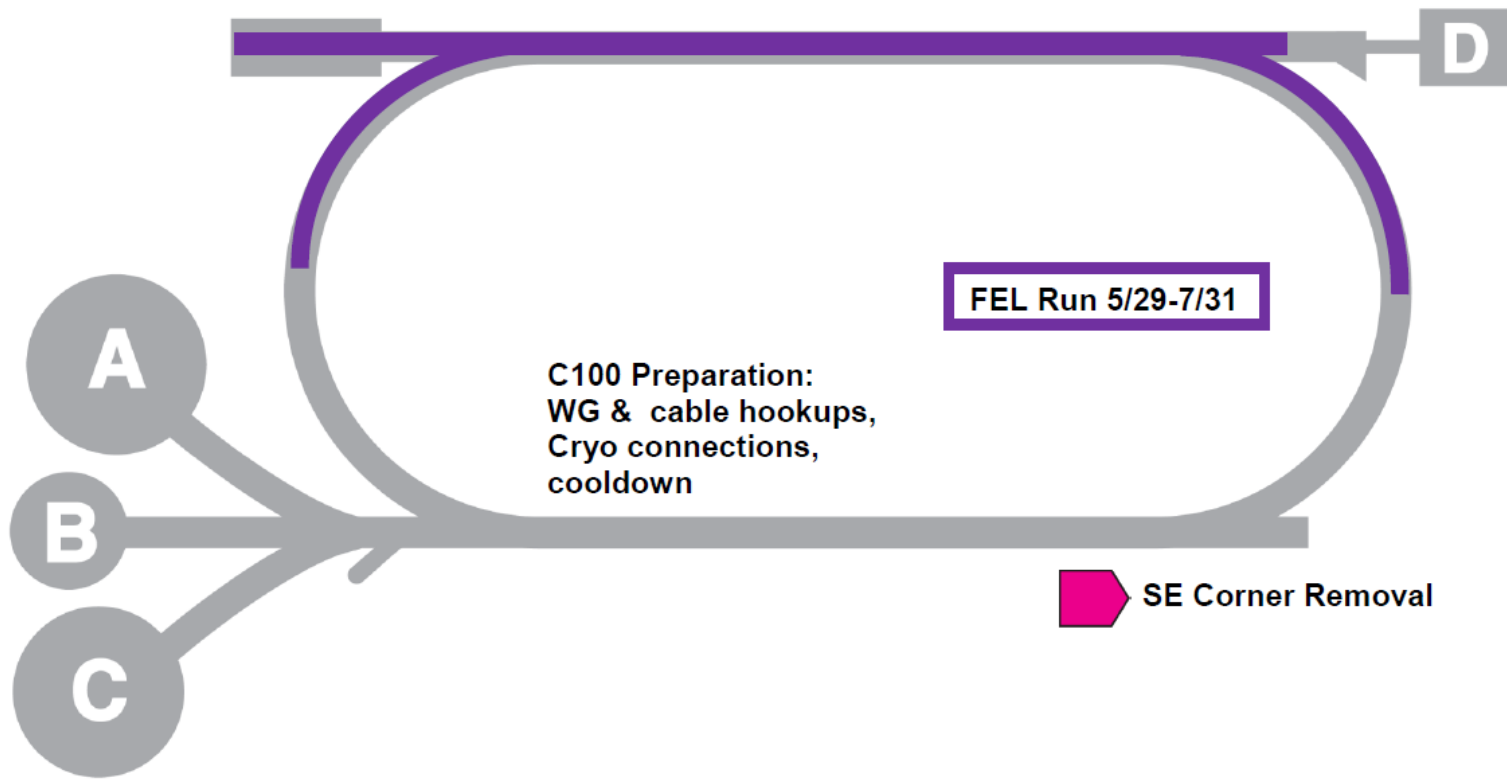 D
FEL Run 5/29-7/31
A
C100 Preparation:
WG & cable hookups,
Cryo connections,
cooldown
B
SE Corner Removal
C